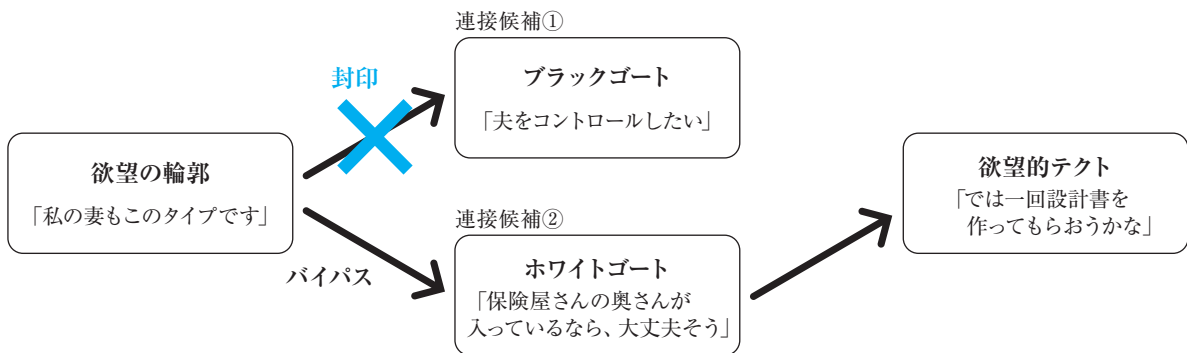 連接候補①
ブラックゴート
「夫をコントロールしたい」
封印
欲望の輪郭
「私の妻もこのタイプです」
バイパス
連接候補②
ホワイトゴート
「保険屋さんの奥さんが
入っているなら、大丈夫そう」
欲望的テクト
「では一回設計書を
作ってもらおうかな」